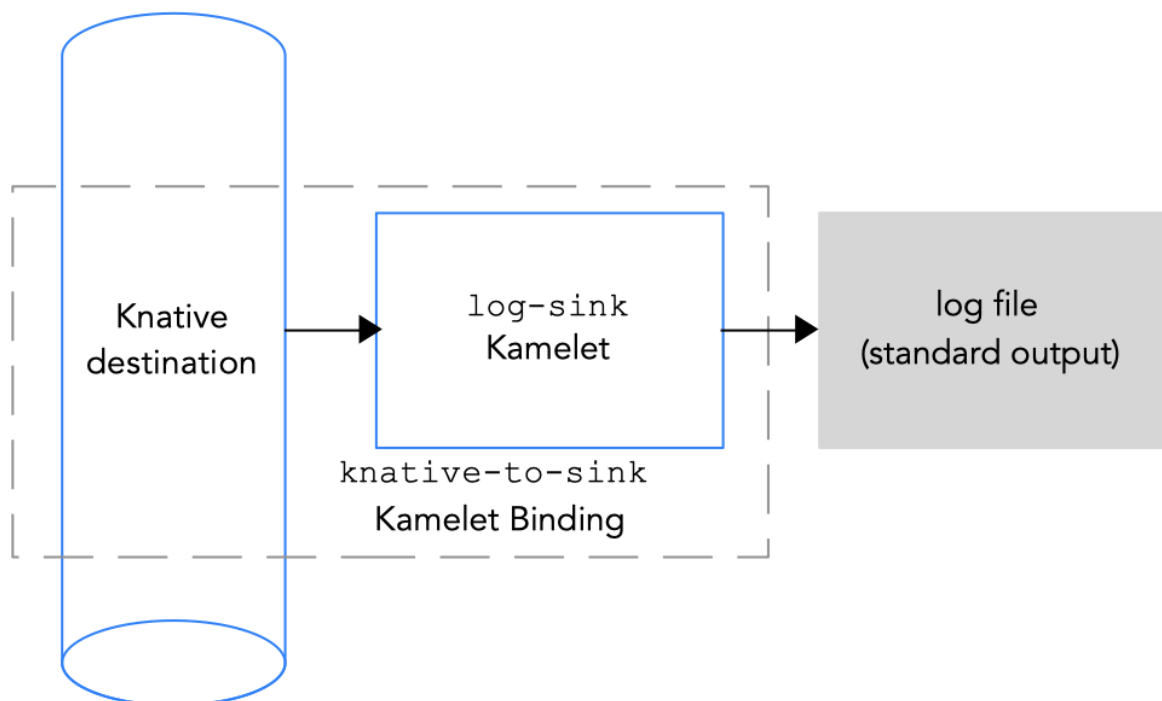 Knative
destination
log-sink
Kamelet
knative-to-sink
Kamelet Binding
log file
(standard output)